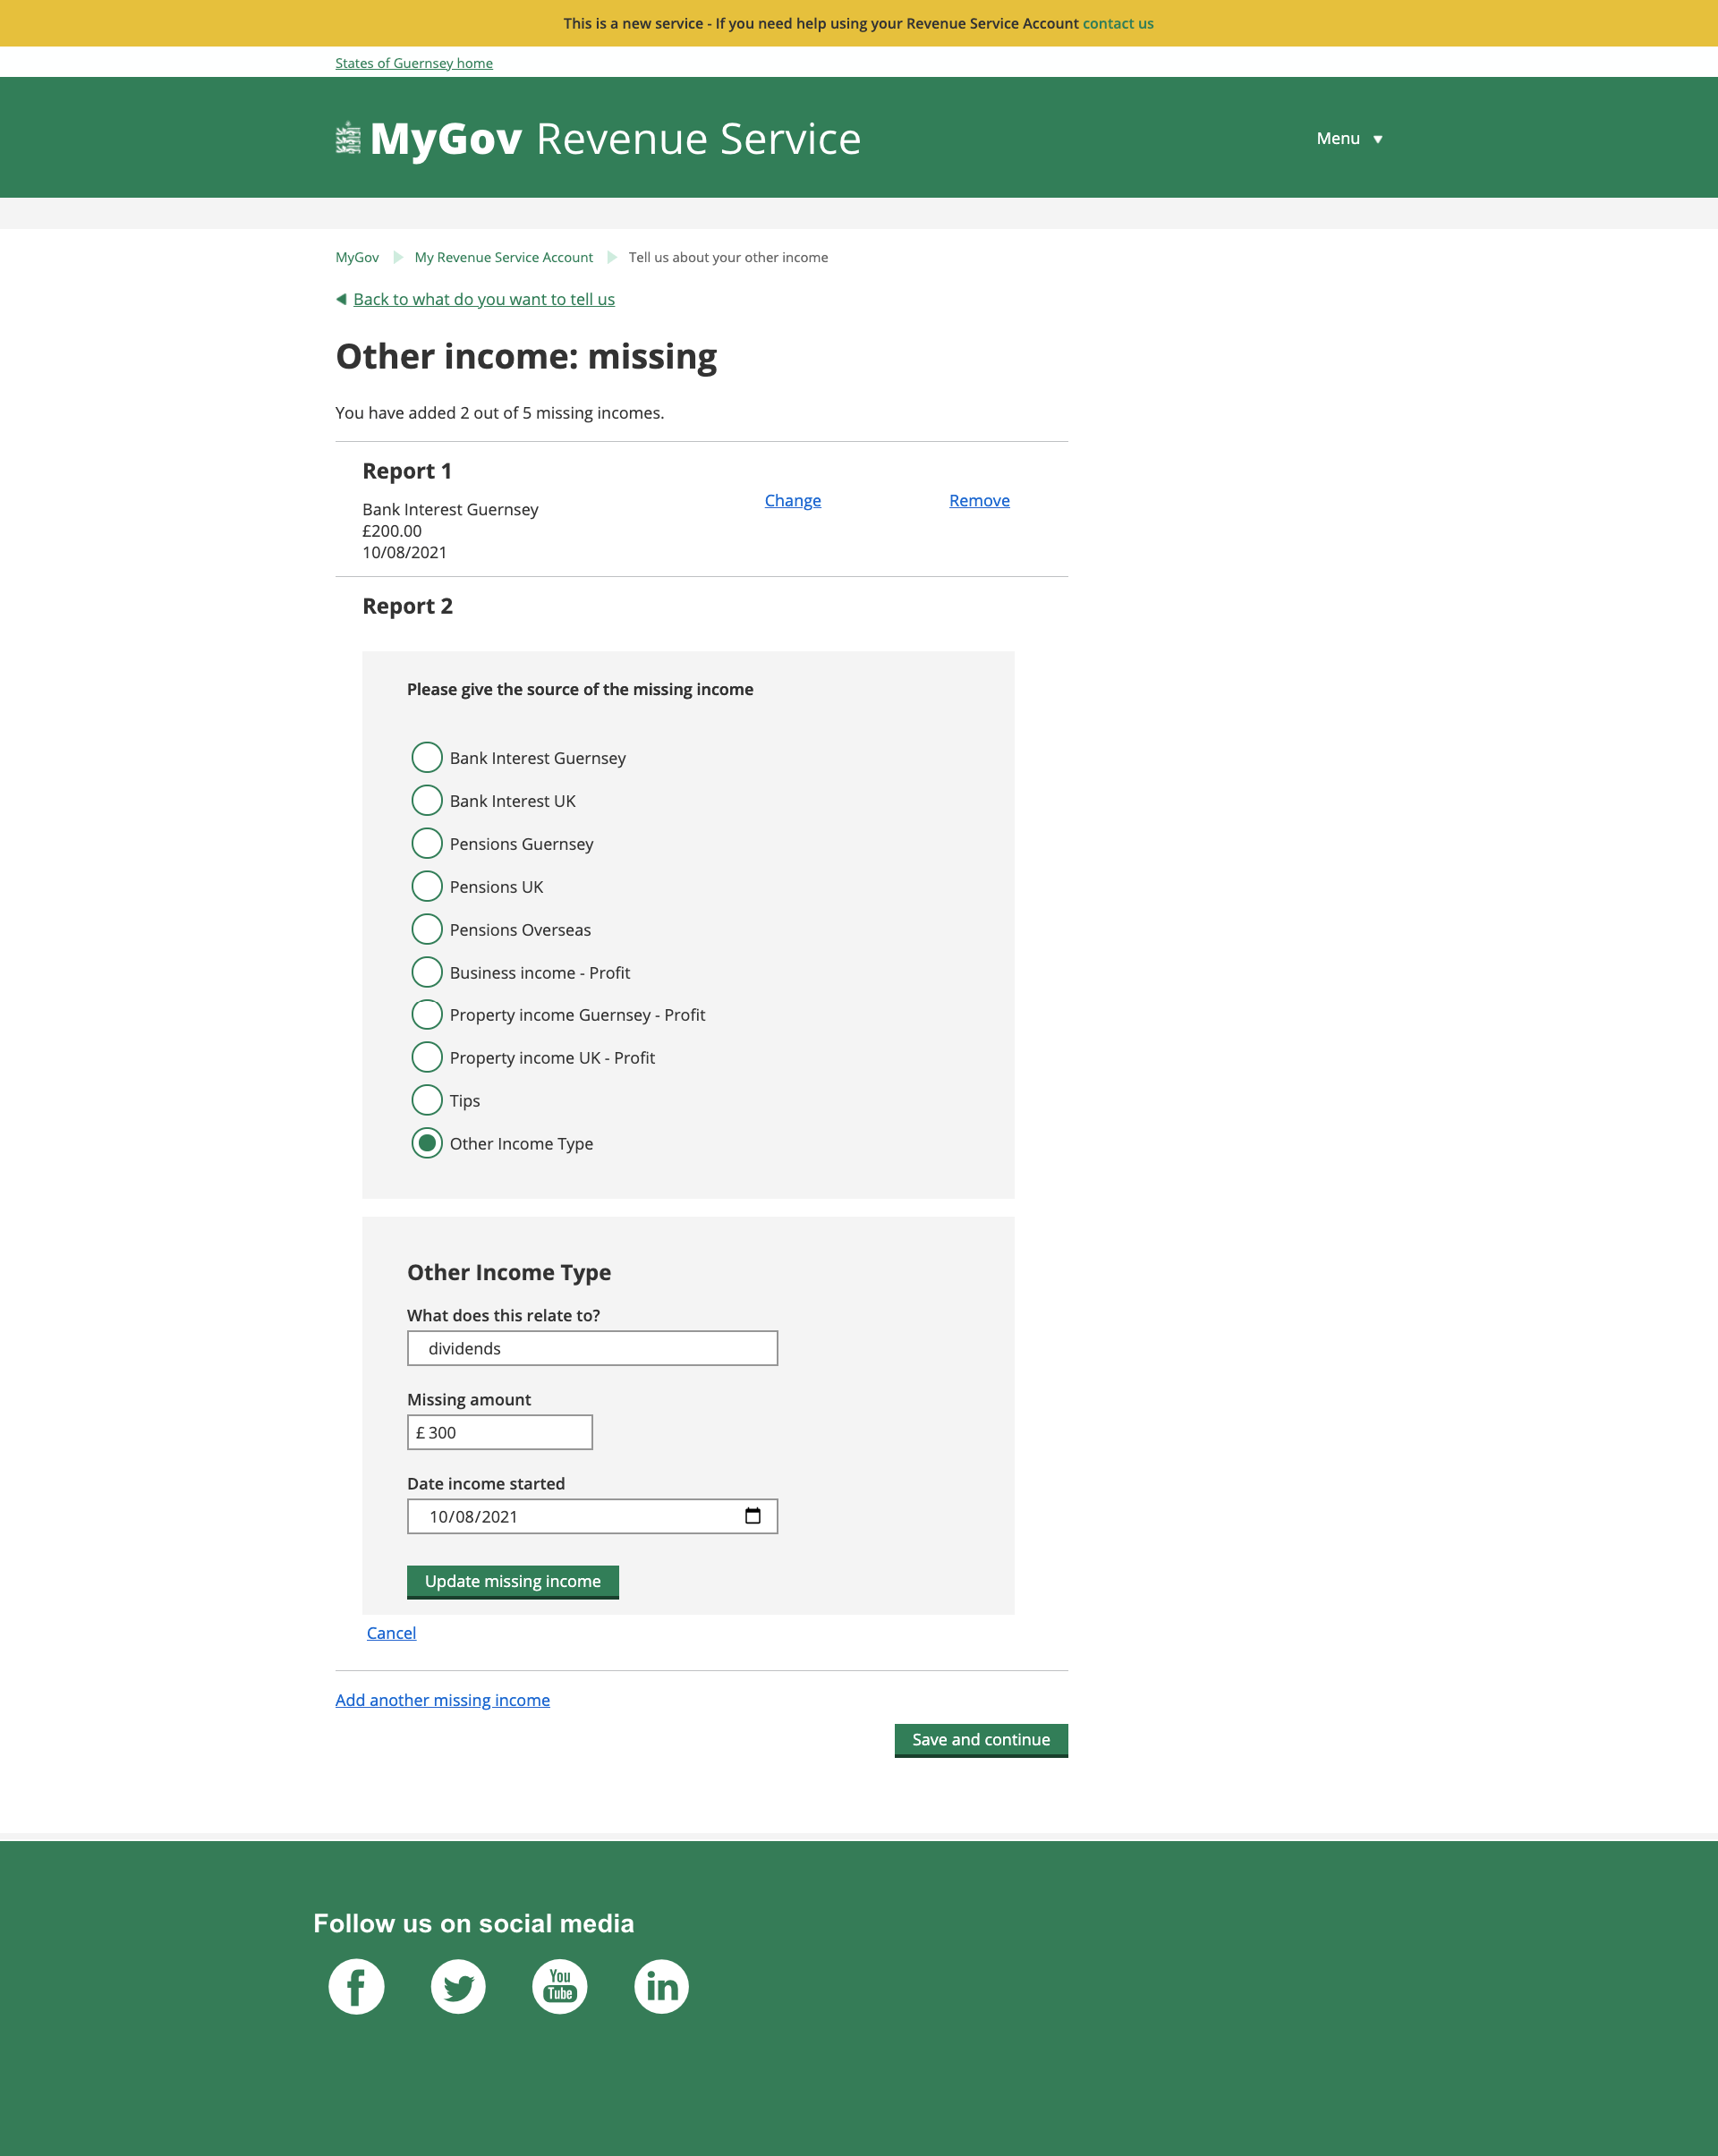 This is a new service - If you need help using your Revenue Service Account contact us
States of Guernsey home
MyGov Revenue Service
Menu
MyGov
My Revenue Service Account
Tell us about your other income
Back to what do you want to tell us
Other income: missing
You have added 2 out of 5 missing incomes.
Report 1
Bank Interest Guernsey
£200.00
10/08/2021
Change
Remove
Report 2
Please give the source of the missing income
Bank Interest Guernsey
Bank Interest UK
Pensions Guernsey
Pensions UK
Pensions Overseas
Business income - Profit
Property income Guernsey - Profit
Property income UK - Profit
Tips
Other Income Type
Other Income Type
What does this relate to?
dividends
Missing amount
£ 300
Date income started
10/08/2021
Update missing income
Cancel
Add another missing income
Save and continue
Follow us on social media
f
You
Tube
in